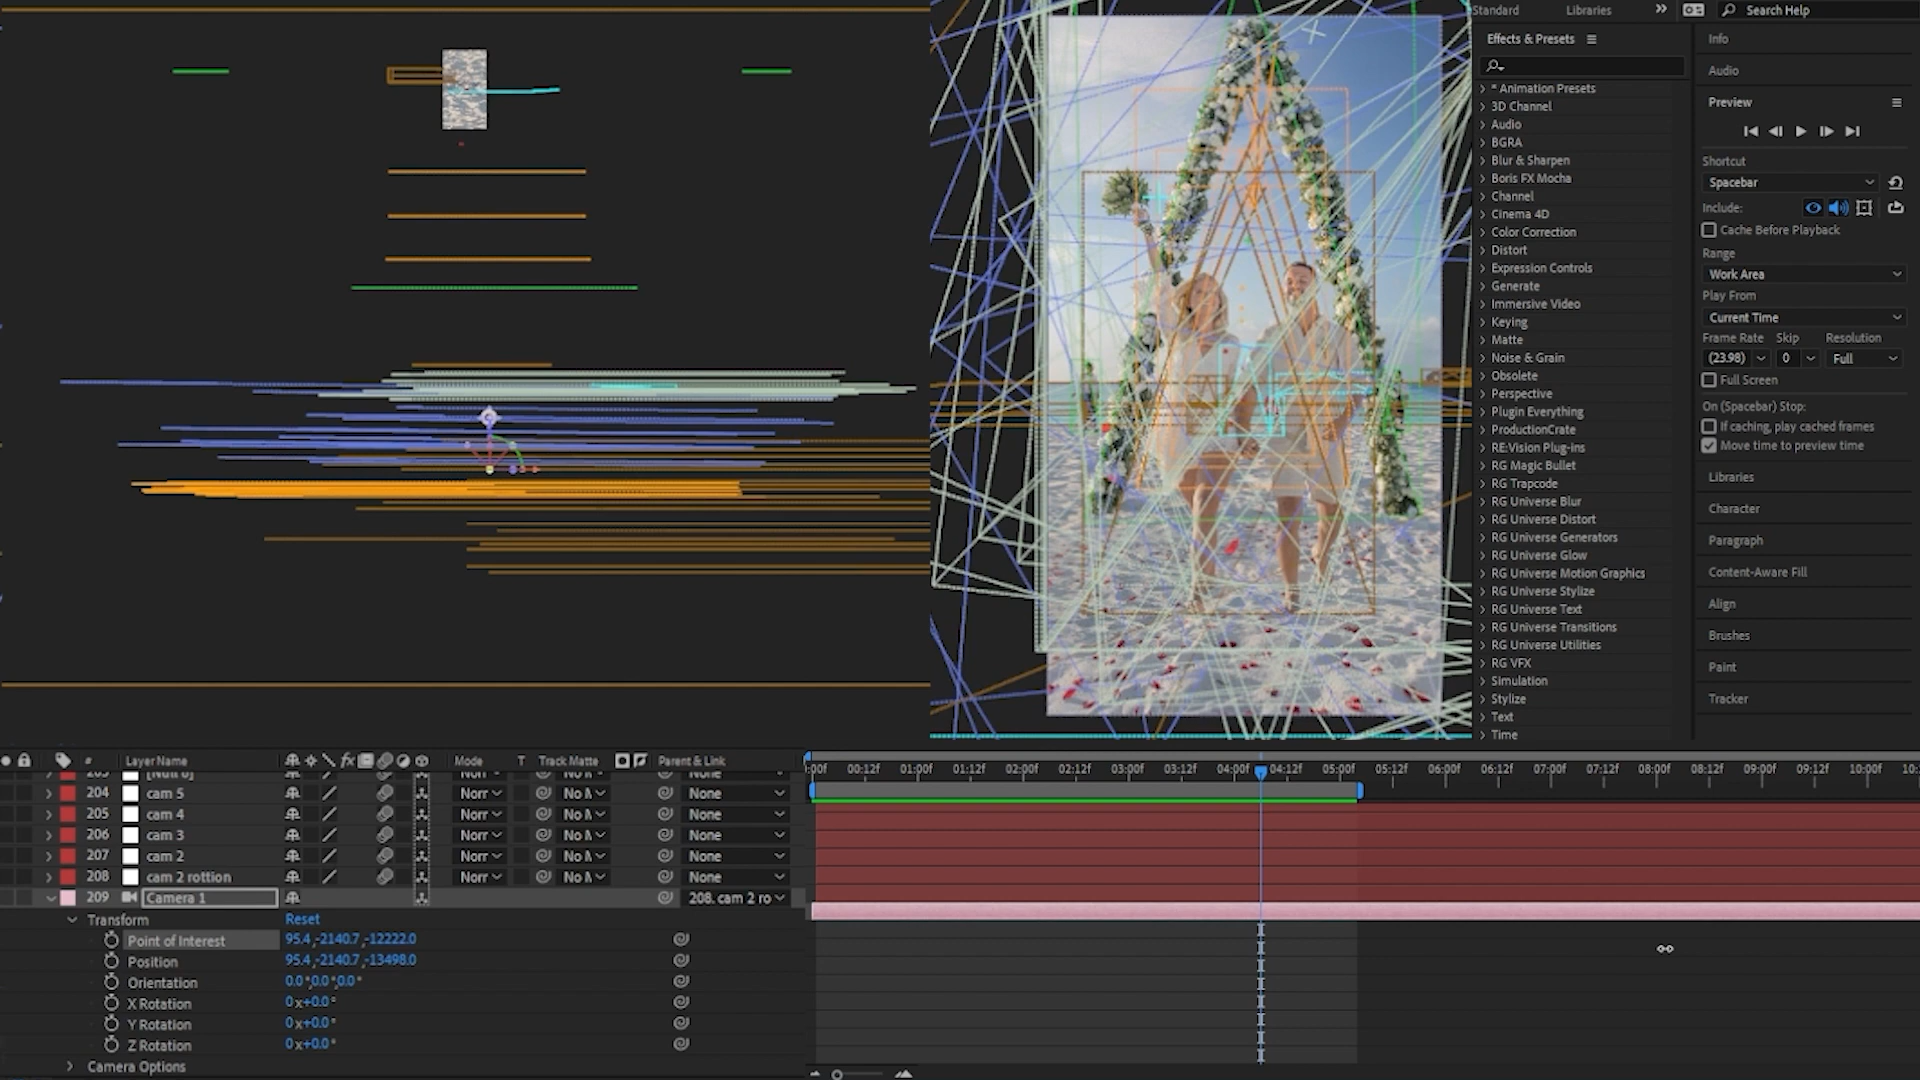 Standard Libraries Search Help
Effects & Presets
* Animation Presets
3D Channel
Audio
BGRA
Blur & Sharpen
Boris FX Mocha
Channel
Cinema 4D
Color Correction
Distort
Expression Controls
Generate
Immersive Video
Keying
Matte
Noise & Grain
Obsolete
Perspective
Plugin Everything
ProductionCrate
RE:Vision Plug-ins
RG Magic Bullet
RG Trapcode
RG Universe Blur
RG Universe Distort
RG Universe Generators
RG Universe Glow
RG Universe Motion Graphics
RG Universe Stylize
RG Universe Text
RG Universe Transitions
RG Universe Utilities
RG VFX
Simulation
Stylize
Text
Time
Info
Audio
Preview
Shortcut
Spacebar
Include:
Cache Before Playback
Range
Work Area
Play From
Current Time
Frame Rate Skip Resolution
(23.98) 0 Full
Full Screen
On (Spacebar) Stop:
If caching, play cached frames
Move time to preview time
Libraries
Character
Paragraph
Content-Aware Fill
Align
Brushes
Paint
Tracker
# Layer Name fx Mode T Track Matte Parent & Link
:00f 00:12f 01:00f 01:12f 02:00f 02:12f 03:00f 03:12f 04:00f 04:12f 05:00f 05:12f 06:00f 06:12f 07:00f 07:12f 08:00f 08:12f 09:00f 09:12f 10:00f
204 cam 5 Norr No None
205 cam 4 Norr No None
206 cam 3 Norr No None
207 cam 2 Norr No None
208 cam 2 rottion Norr No None
209 Camera 1 208. cam 2 ro
Transform Reset
Point of Interest 95.4,-2140.7,-12222.0
Position 95.4,-2140.7,-13498.0
Orientation 0.0°,0.0°,0.0°
X Rotation 0x+0.0°
Y Rotation 0x+0.0°
Z Rotation 0x+0.0°
Camera Options